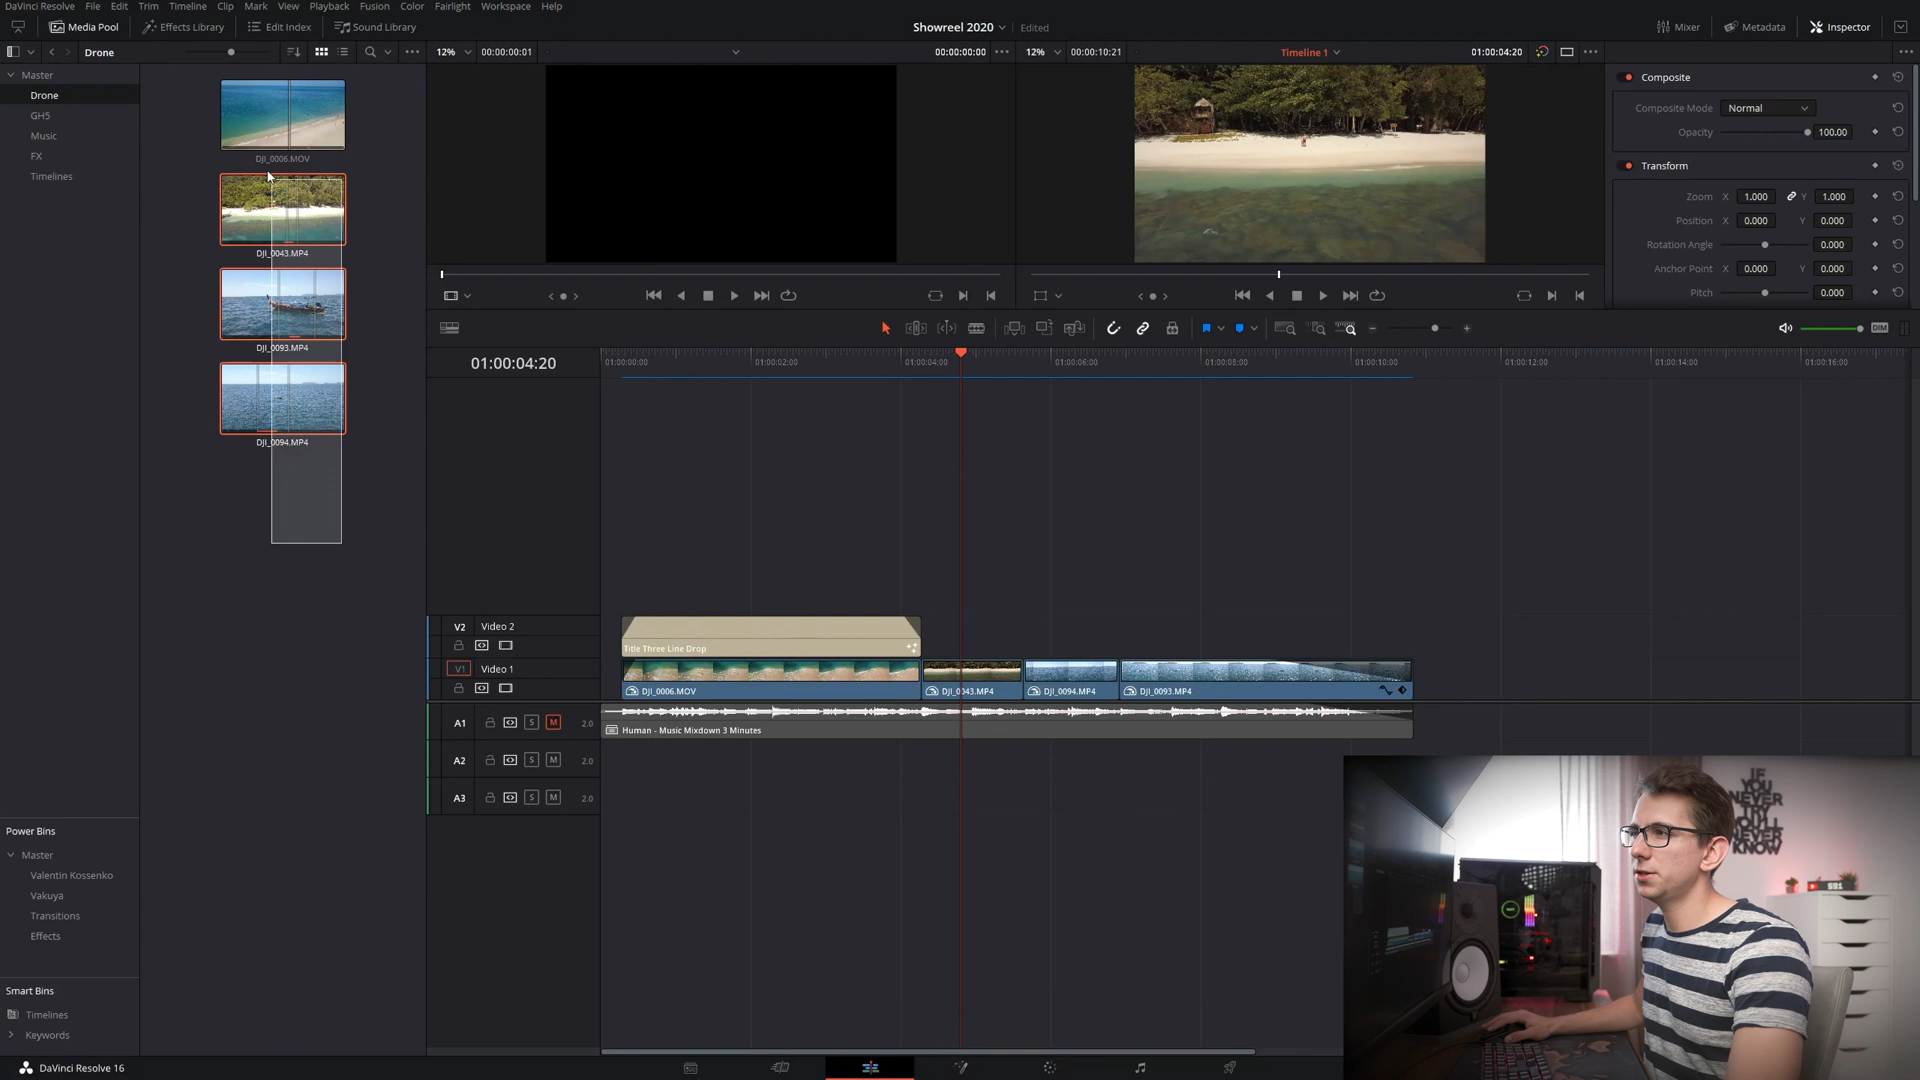 DaVinci Resolve File Edit Trim Timeline Clip Mark View Playback Fusion Color Fairlight Workspace Help
Media Pool Effects Library Edit Index Sound Library Showreel 2020 Edited Mixer Metadata Inspector
Drone 12% 00:00:00:01 00:00:00:00 12% 00:00:10:21 Timeline 1 01:00:04:20
Master
Drone
GH5
Music
FX
Timelines
DJI_0006.MOV
DJI_0043.MP4
DJI_0093.MP4
DJI_0094.MP4
Composite
Composite Mode Normal
Opacity 100.00
Transform
Zoom X 1.000 Y 1.000
Position X 0.000 Y 0.000
Rotation Angle 0.000
Anchor Point X 0.000 Y 0.000
Pitch 0.000
DIM
01:00:04:20
01:00:00:00 01:00:02:00 01:00:04:00 01:00:06:00 01:00:08:00 01:00:10:00 01:00:12:00 01:00:14:00 01:00:16:00
V2 Video 2
Title Three Line Drop
V1 Video 1
DJI_0006.MOV DJI_0043.MP4 DJI_0094.MP4 DJI_0093.MP4
A1 S M 2.0
Human - Music Mixdown 3 Minutes
A2 S M 2.0
A3 S M 2.0
Power Bins
Master
Valentin Kossenko
Vakuya
Transitions
Effects
Smart Bins
Timelines
Keywords
DaVinci Resolve 16
IF
YOU
NEVER
TRY
YOU'LL
NEVER
KNOW
591